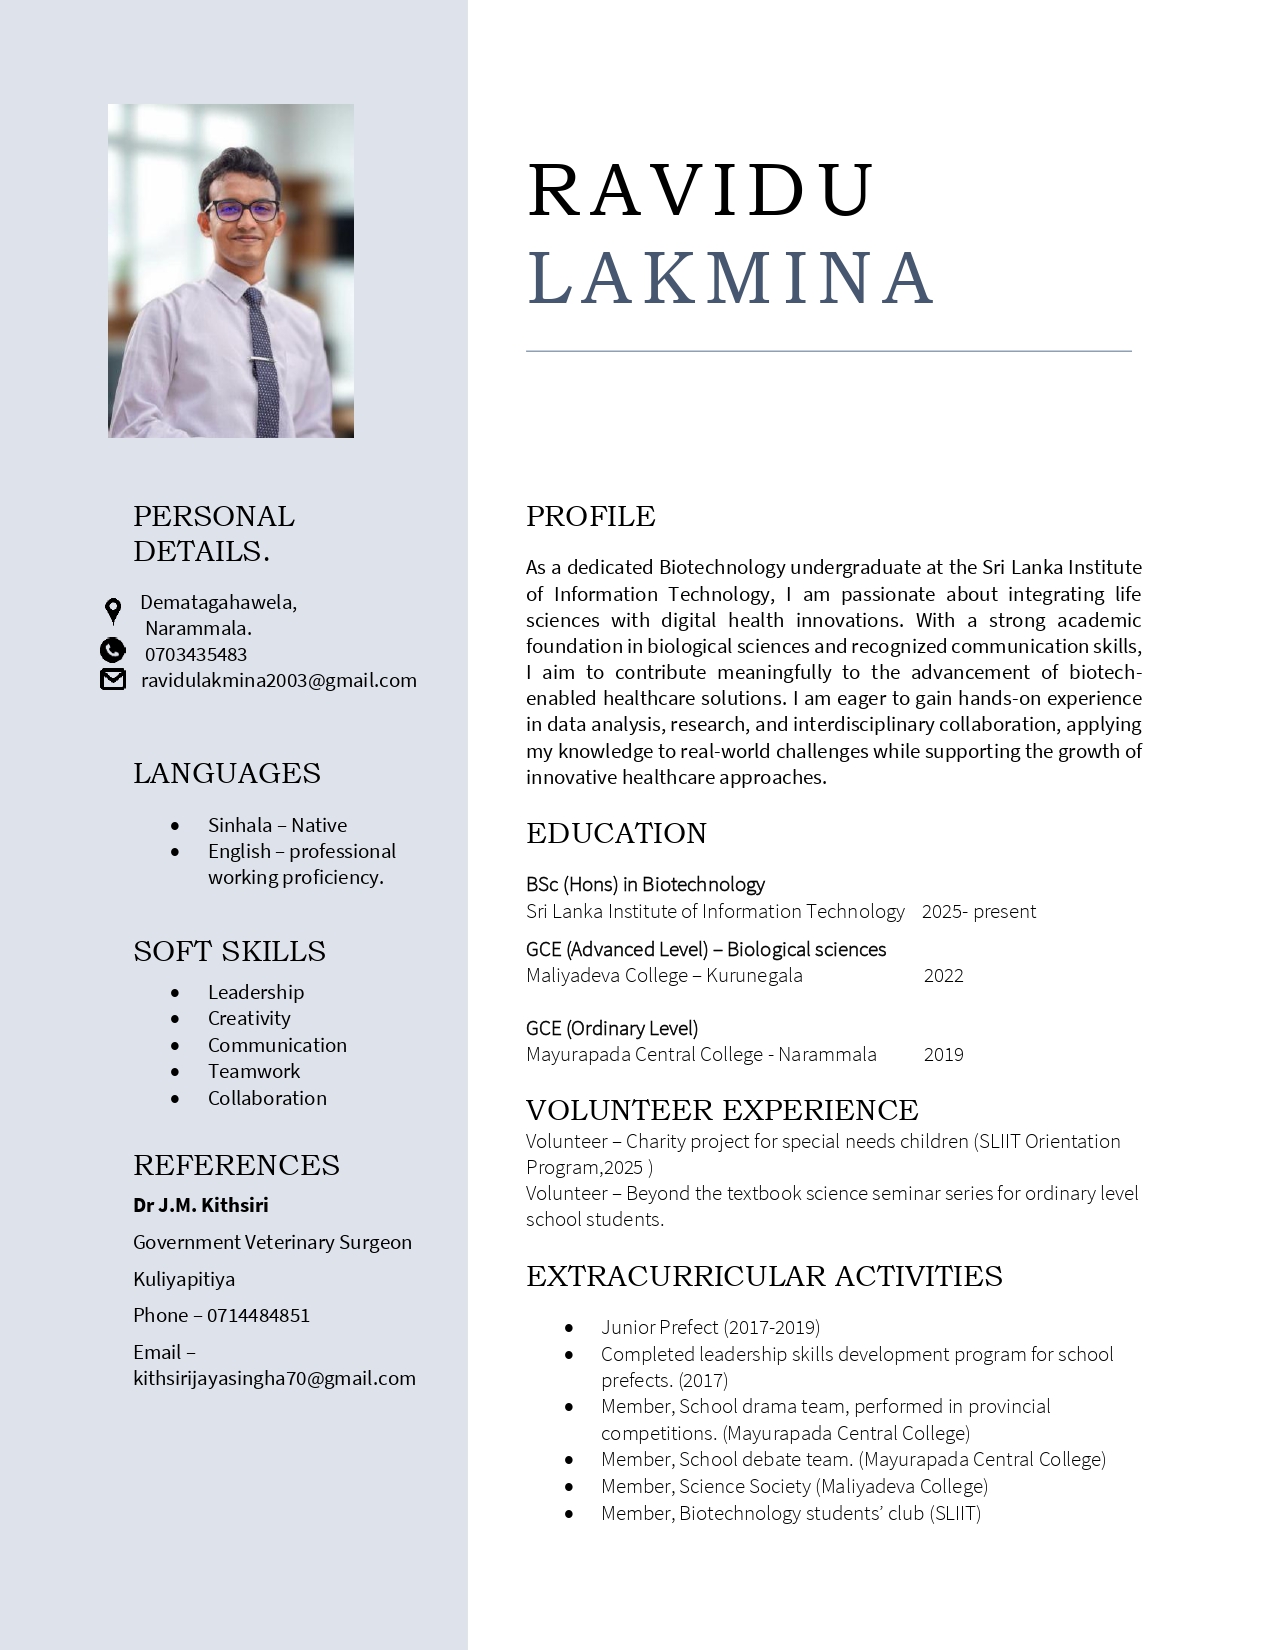 RAVIDU
LAKMINA
PERSONAL
DETAILS.
Dematagahawela,
Narammala.
0703435483
ravidulakmina2003@gmail.com
LANGUAGES
• Sinhala – Native
• English – professional
working proficiency.
SOFT SKILLS
• Leadership
• Creativity
• Communication
• Teamwork
• Collaboration
REFERENCES
Dr J.M. Kithsiri
Government Veterinary Surgeon
Kuliyapitiya
Phone – 0714484851
Email –
kithsirijayasingha70@gmail.com
PROFILE
As a dedicated Biotechnology undergraduate at the Sri Lanka Institute
of Information Technology, I am passionate about integrating life
sciences with digital health innovations. With a strong academic
foundation in biological sciences and recognized communication skills,
I aim to contribute meaningfully to the advancement of biotech-
enabled healthcare solutions. I am eager to gain hands-on experience
in data analysis, research, and interdisciplinary collaboration, applying
my knowledge to real-world challenges while supporting the growth of
innovative healthcare approaches.
EDUCATION
BSc (Hons) in Biotechnology
Sri Lanka Institute of Information Technology 2025- present
GCE (Advanced Level) – Biological sciences
Maliyadeva College – Kurunegala 2022
GCE (Ordinary Level)
Mayurapada Central College - Narammala 2019
VOLUNTEER EXPERIENCE
Volunteer – Charity project for special needs children (SLIIT Orientation
Program,2025 )
Volunteer – Beyond the textbook science seminar series for ordinary level
school students.
EXTRACURRICULAR ACTIVITIES
• Junior Prefect (2017-2019)
• Completed leadership skills development program for school
prefects. (2017)
• Member, School drama team, performed in provincial
competitions. (Mayurapada Central College)
• Member, School debate team. (Mayurapada Central College)
• Member, Science Society (Maliyadeva College)
• Member, Biotechnology students’ club (SLIIT)